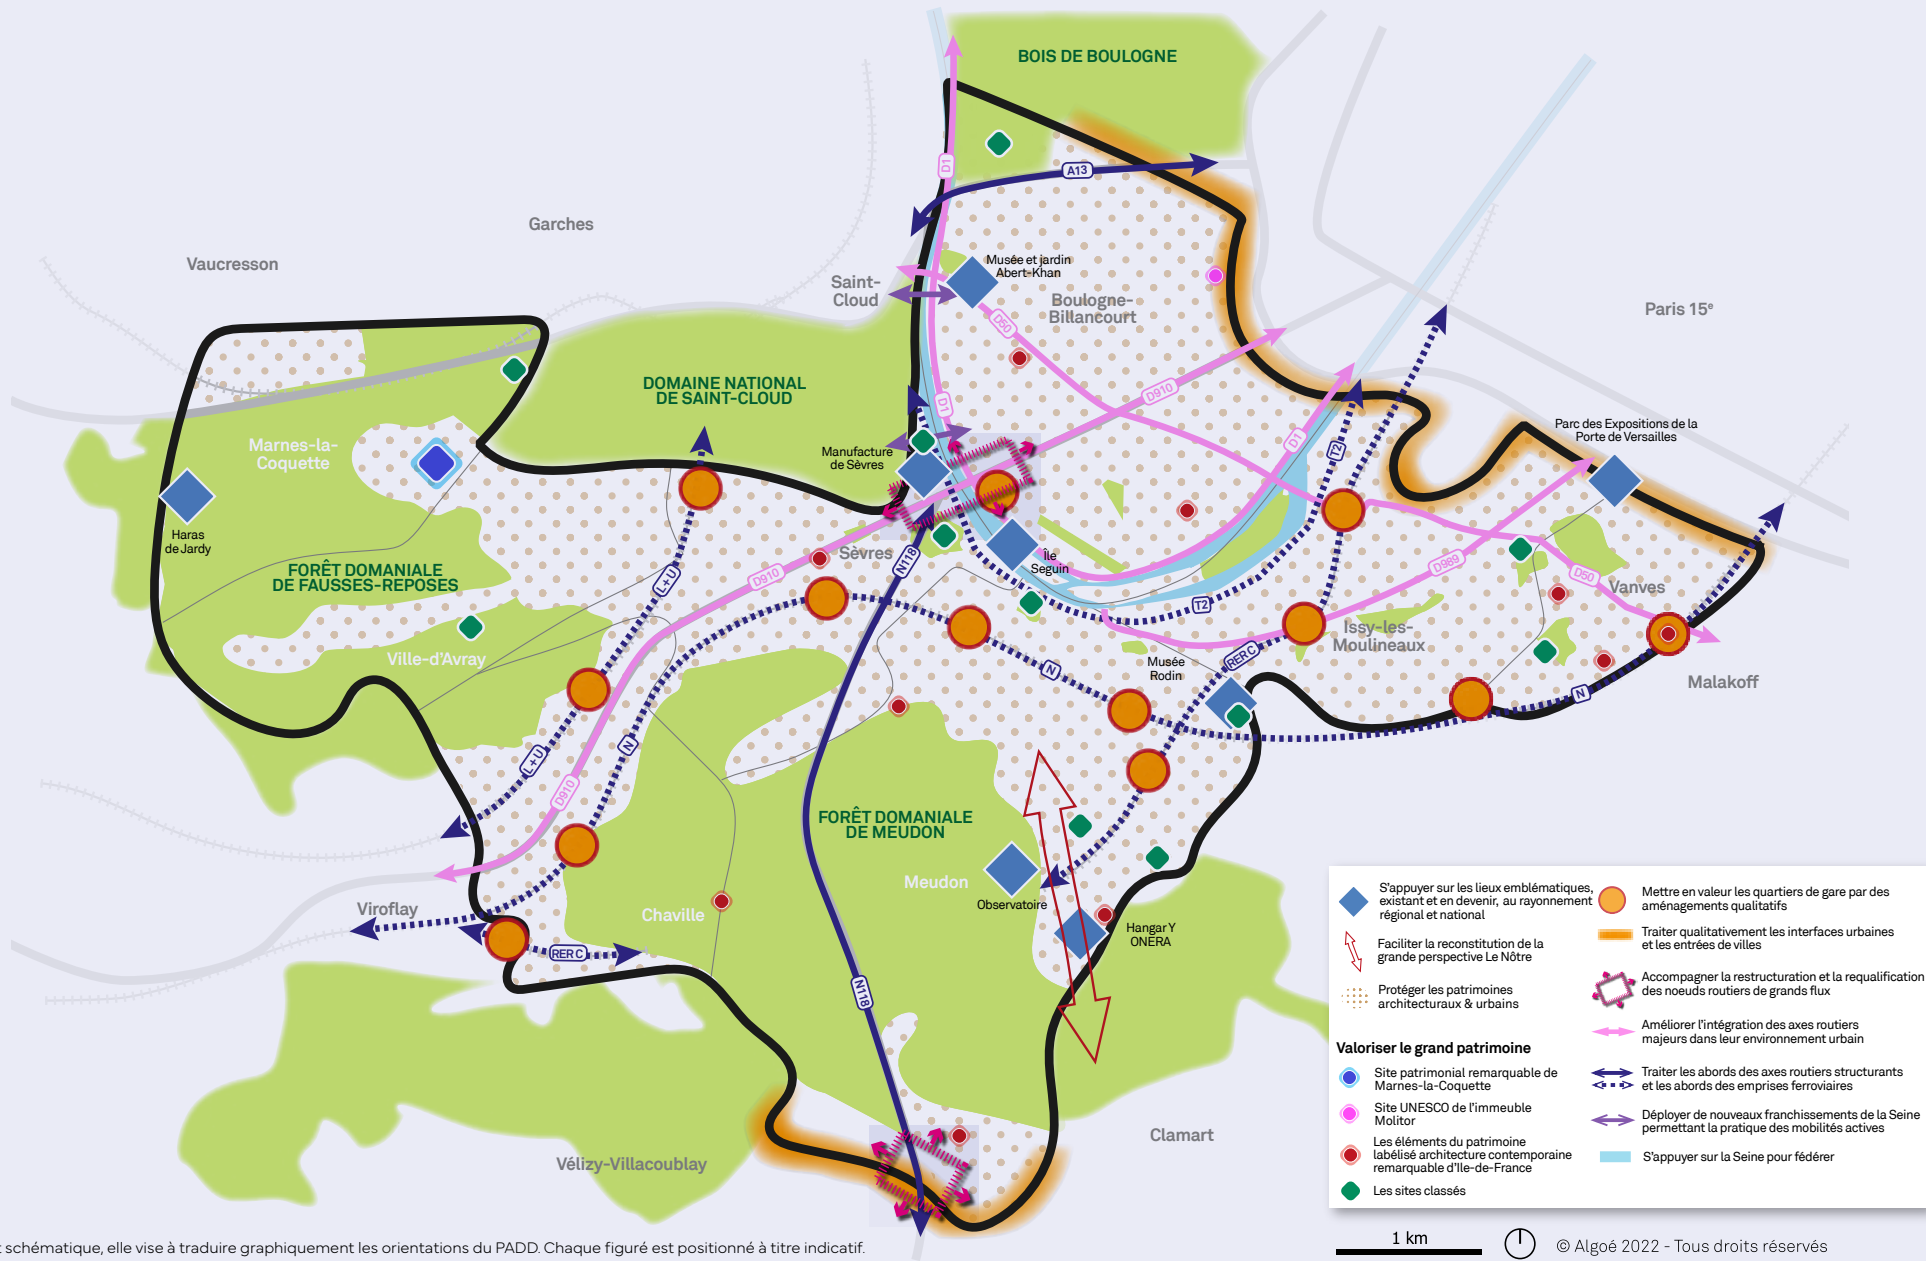 BOIS DE BOULOGNE
D1
A13
Garches
Vaucresson
Saint-
Cloud
Musée et jardin
Abert-Khan
Boulogne-
Billancourt
Paris 15e
D50
DOMAINE NATIONAL
DE SAINT-CLOUD
D1
D910
D1
T2
Marnes-la-
Coquette
Manufacture
de Sèvres
Parc des Expositions de la
Porte de Versailles
Haras
de Jardy
Sèvres
N118
Île
Seguin
D989
D50
Vanves
FORÊT DOMANIALE
DE FAUSSES-REPOSES
L+U
D910
T2
Issy-les-
Moulineaux
Ville-d'Avray
N
Musée
Rodin
RER C
Malakoff
N
L+U
N
D910
FORÊT DOMANIALE
DE MEUDON
Meudon
Observatoire
Viroflay
Chaville
Hangar Y
ONERA
RER C
N118
Clamart
Vélizy-Villacoublay
S'appuyer sur les lieux emblématiques,
existant et en devenir, au rayonnement
régional et national
Faciliter la reconstitution de la
grande perspective Le Nôtre
Protéger les patrimoines
architecturaux & urbains
Valoriser le grand patrimoine
Site patrimonial remarquable de
Marnes-la-Coquette
Site UNESCO de l'immeuble
Molitor
Les éléments du patrimoine
labélisé architecture contemporaine
remarquable d'Ile-de-France
Les sites classés
Mettre en valeur les quartiers de gare par des
aménagements qualitatifs
Traiter qualitativement les interfaces urbaines
et les entrées de villes
Accompagner la restructuration et la requalification
des noeuds routiers de grands flux
Améliorer l'intégration des axes routiers
majeurs dans leur environnement urbain
Traiter les abords des axes routiers structurants
et les abords des emprises ferroviaires
Déployer de nouveaux franchissements de la Seine
permettant la pratique des mobilités actives
S'appuyer sur la Seine pour fédérer
schématique, elle vise à traduire graphiquement les orientations du PADD. Chaque figuré est positionné à titre indicatif.
1 km
© Algoé 2022 - Tous droits réservés